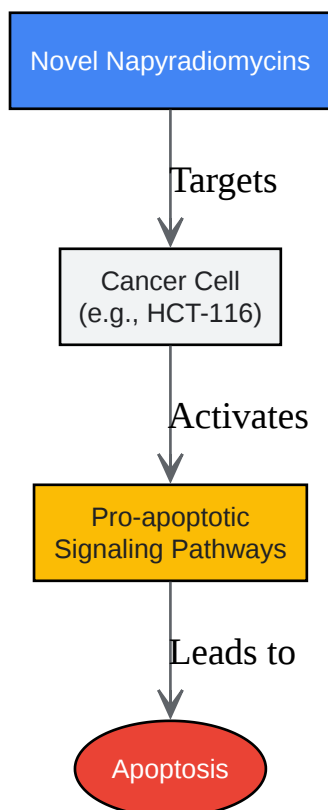 Novel Napyradiomycins
Targets
Cancer Cell
(e.g., HCT-116)
Activates
Pro-apoptotic
Signaling Pathways
Leads to
Apoptosis